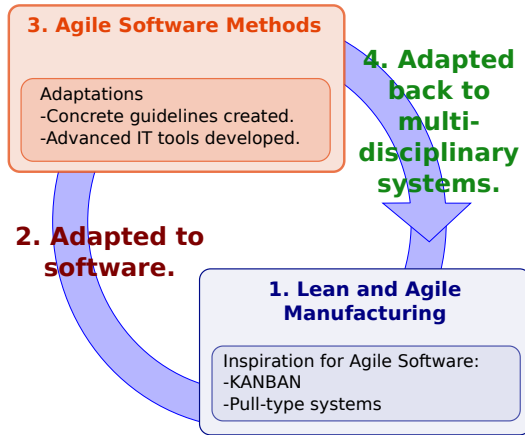 3. Agile Software Methods
Adaptations
-Concrete guidelines created.
-Advanced IT tools developed.
4. Adapted
back to
multi-
disciplinary
systems.
2. Adapted to
software.
1. Lean and Agile
Manufacturing
Inspiration for Agile Software:
-KANBAN
-Pull-type systems